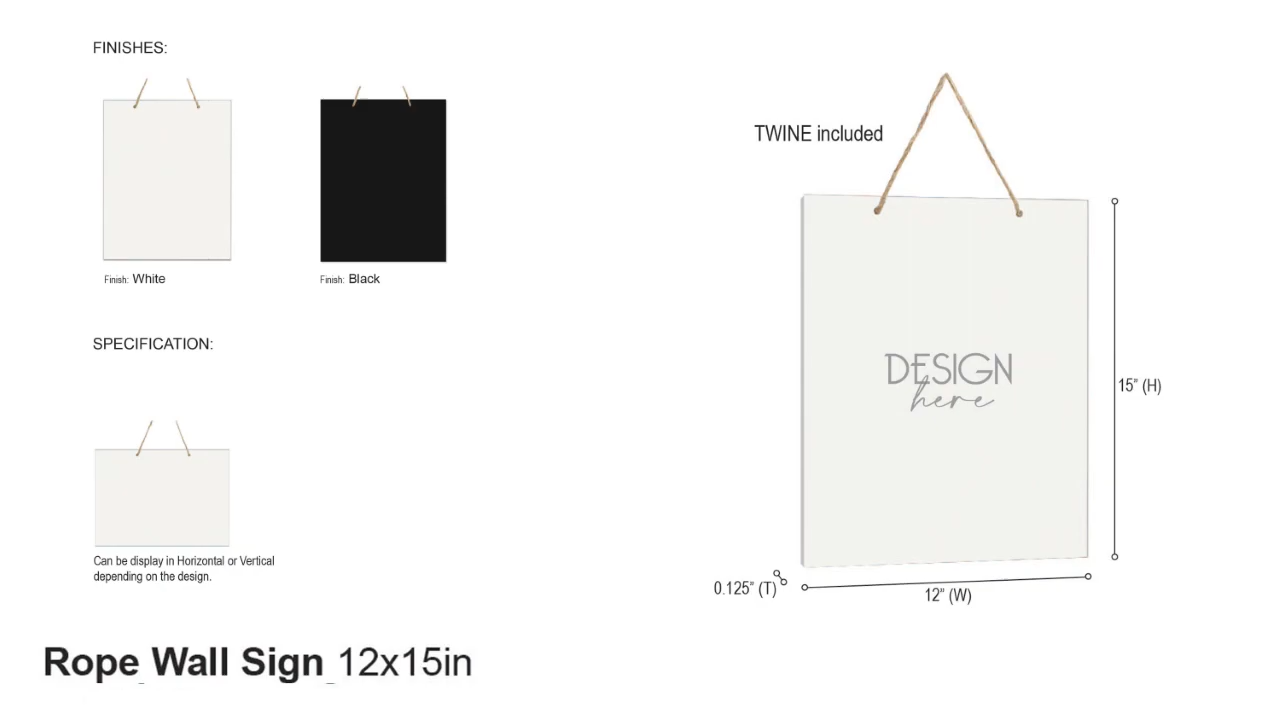 FINISHES:
Finish: White
Finish: Black
SPECIFICATION:
Can be display in Horizontal or Vertical
depending on the design.
Rope Wall Sign 12x15in
TWINE included
DESIGN
here
15” (H)
0.125” (T)
12” (W)